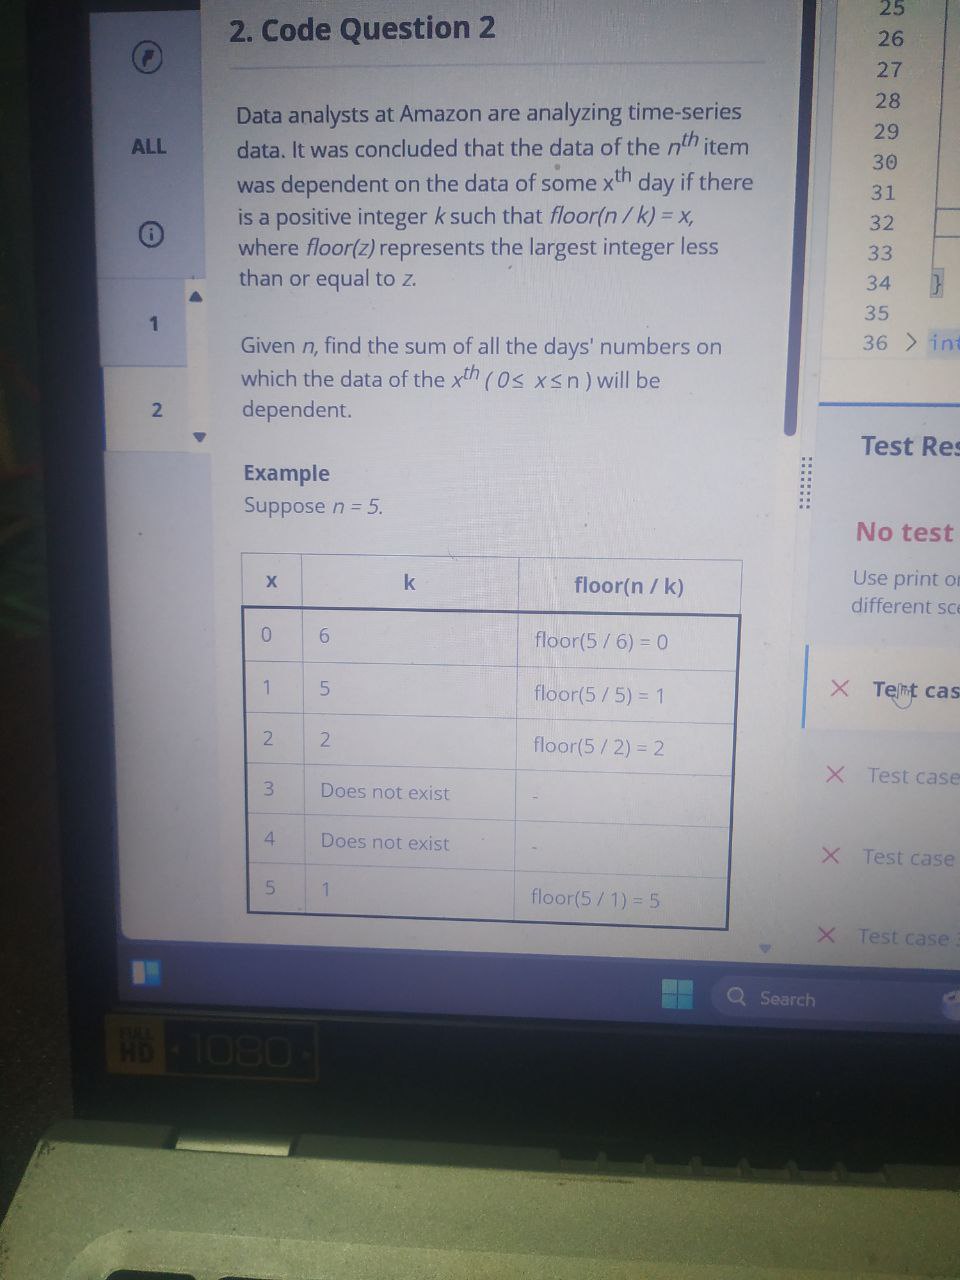 2. Code Question 2
ALL
1
2
Data analysts at Amazon are analyzing time-series
data. It was concluded that the data of the nth item
was dependent on the data of some xth day if there
is a positive integer k such that floor(n / k) = x,
where floor(z) represents the largest integer less
than or equal to z.
Given n, find the sum of all the days' numbers on
which the data of the xth ( 0≤ x≤n ) will be
dependent.
Example
Suppose n = 5.
x k floor(n / k)
0 6 floor(5 / 6) = 0
1 5 floor(5 / 5) = 1
2 2 floor(5 / 2) = 2
3 Does not exist -
4 Does not exist -
5 1 floor(5 / 1) = 5
25
26
27
28
29
30
31
32
33
34 }
35
36 > int
Test Res
No test
Use print or
different sce
Test cas
Test case
Test case
Test case
Search
FULL
HD 1080